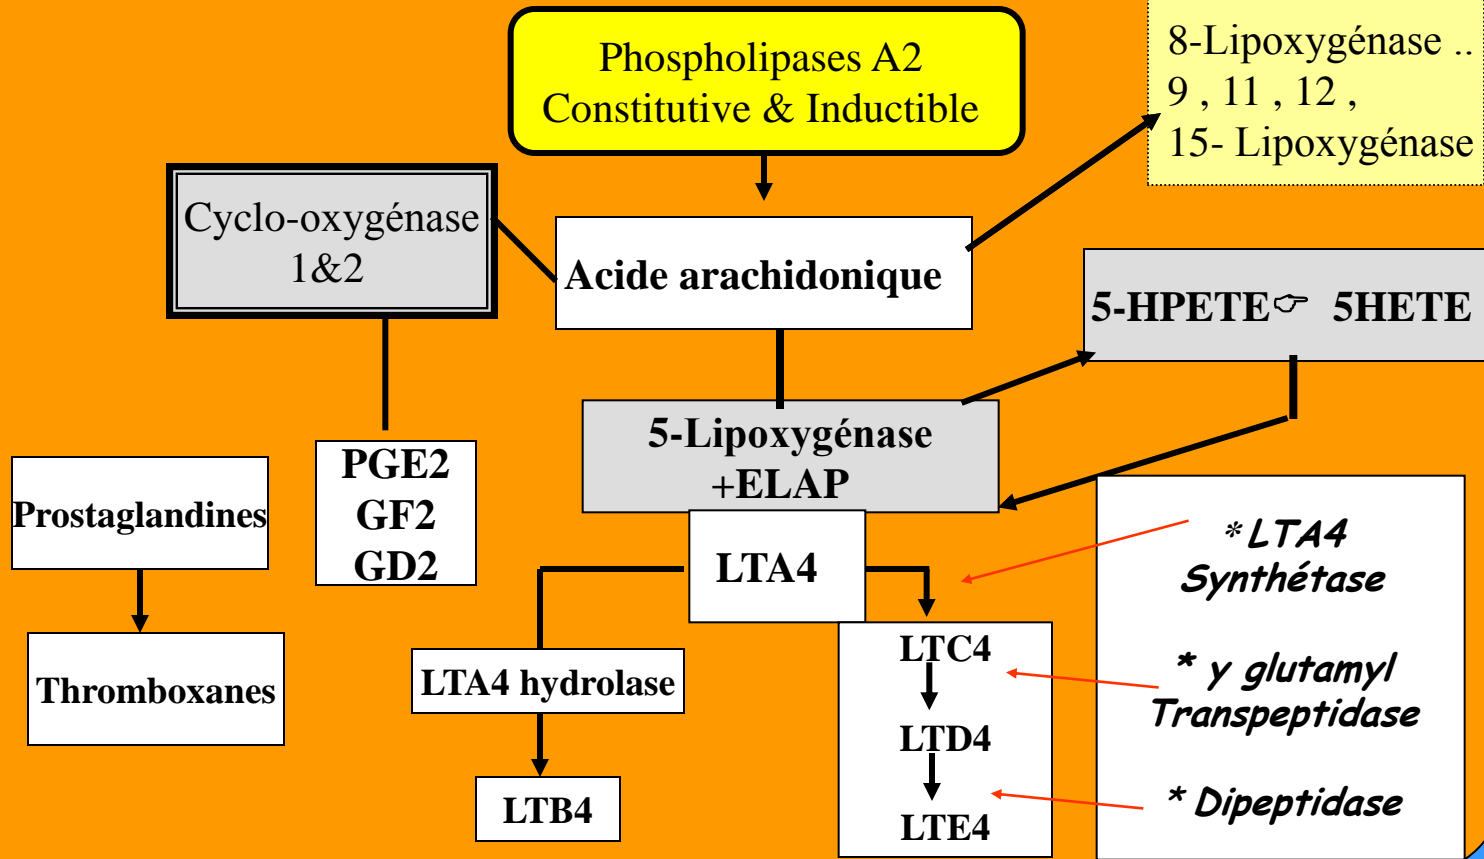 Phospholipases A2
Constitutive & Inductible
8-Lipoxygénase ..
9 , 11 , 12 ,
15- Lipoxygénase
Cyclo-oxygénase
1&2
Acide arachidonique
5-HPETE☞ 5HETE
5-Lipoxygénase
+ELAP
PGE2
GF2
GD2
Prostaglandines
Thromboxanes
LTA4
LTA4 hydrolase
LTB4
LTC4
LTD4
LTE4
*LTA4
Synthétase
* y glutamyl
Transpeptidase
* Dipeptidase